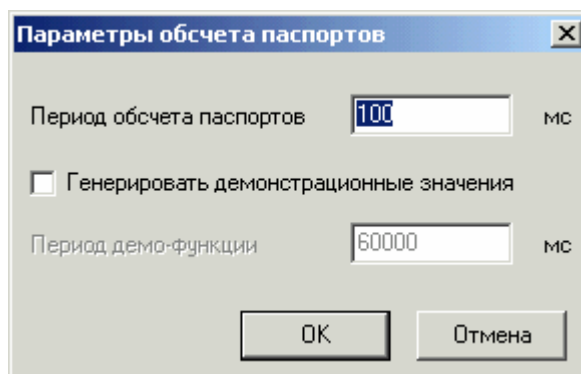 Параметры обсчета паспортов
Период обсчета паспортов 100 мс
Генерировать демонстрационные значения
Период демо-функции 60000 мс
OK Отмена